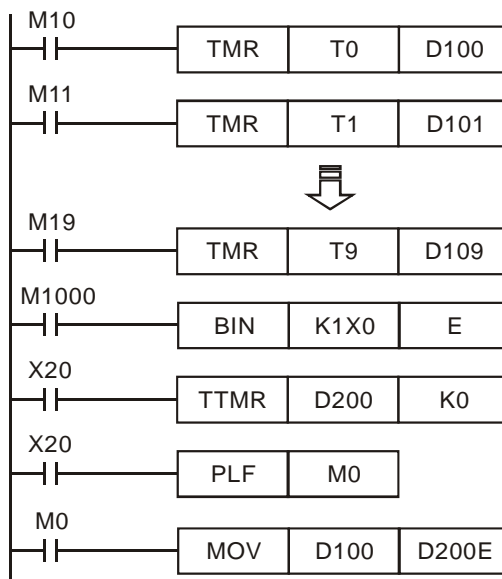 M10
TMR T0 D100
M11
TMR T1 D101
M19
TMR T9 D109
M1000
BIN K1X0 E
X20
TTMR D200 K0
X20
PLF M0
M0
MOV D100 D200E